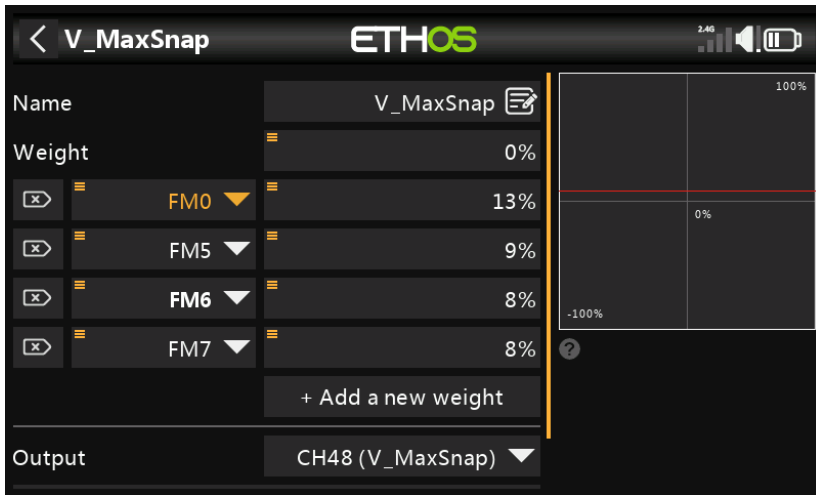 V_MaxSnap
ETHOS
2.4G
Name
V_MaxSnap
Weight
0%
FM0
13%
FM5
9%
FM6
8%
FM7
8%
+ Add a new weight
Output
CH48 (V_MaxSnap)
100%
0%
-100%
?